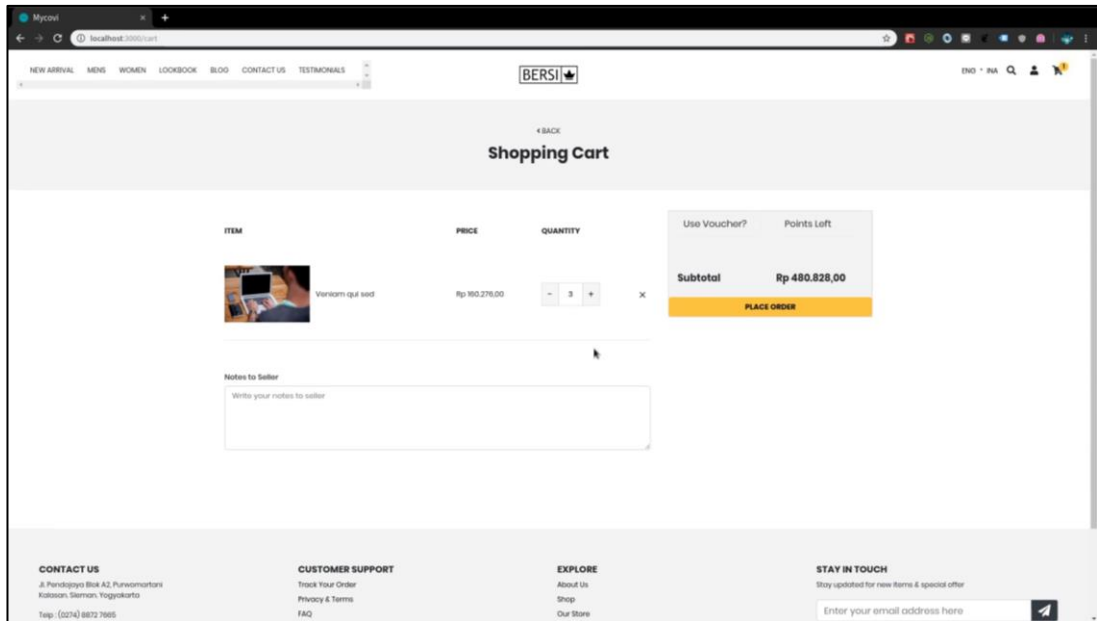 Mycovi
localhost:3000/cart
NEW ARRIVAL MENS WOMEN LOOKBOOK BLOG CONTACT US TESTIMONIALS
BERSI
ENG * INA
1
BACK
Shopping Cart
ITEM PRICE QUANTITY
Use Voucher? Points Left
Veniam qui sed Rp 160.276,00 - 3 +
Subtotal Rp 480.828,00
PLACE ORDER
Notes to Seller
Write your notes to seller
CONTACT US
Jl. Pendojaya Blok A2, Purwomartani
Kalasan, Sleman, Yogyakarta
Telp : (0274) 8872 7665
CUSTOMER SUPPORT
Track Your Order
Privacy & Terms
FAQ
EXPLORE
About Us
Shop
Our Store
STAY IN TOUCH
Stay updated for new items & special offer
Enter your email address here